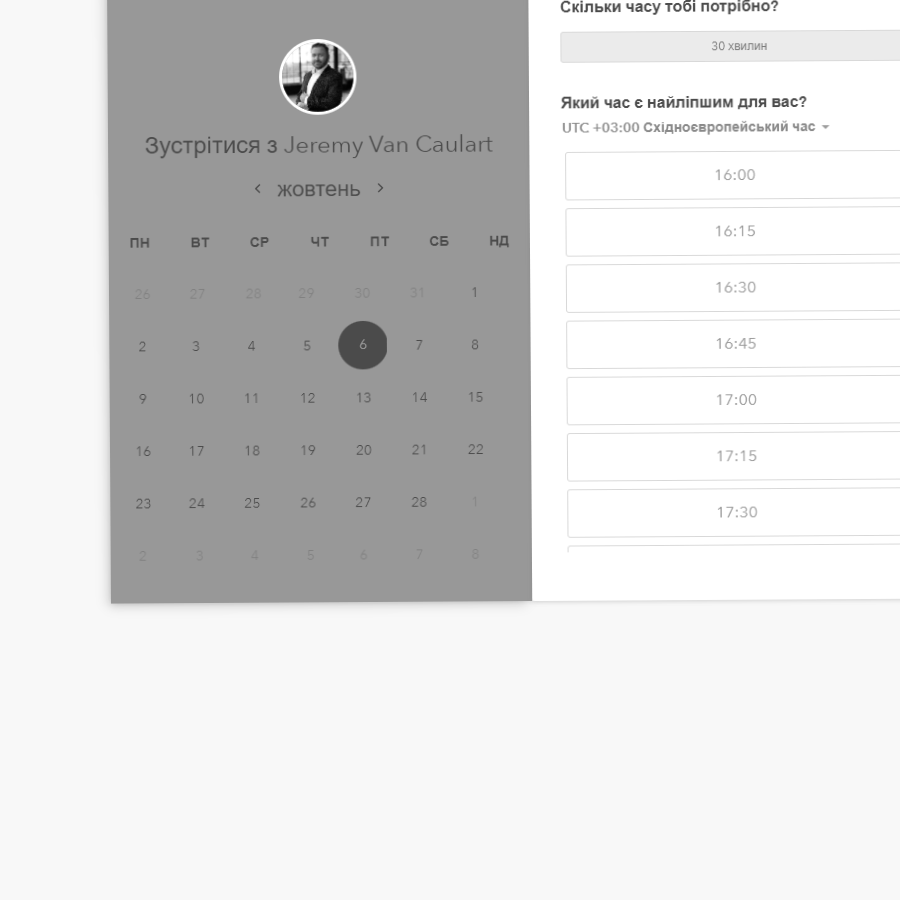 Зустрітися з Jeremy Van Caulart
‹ жовтень ›
ПН ВТ СР ЧТ ПТ СБ НД
26 27 28 29 30 31 1
2 3 4 5 6 7 8
9 10 11 12 13 14 15
16 17 18 19 20 21 22
23 24 25 26 27 28 1
2 3 4 5 6 7 8
Скільки часу тобі потрібно?
30 хвилин
Який час є найліпшим для вас?
UTC +03:00 Східноєвропейський час
16:00
16:15
16:30
16:45
17:00
17:15
17:30